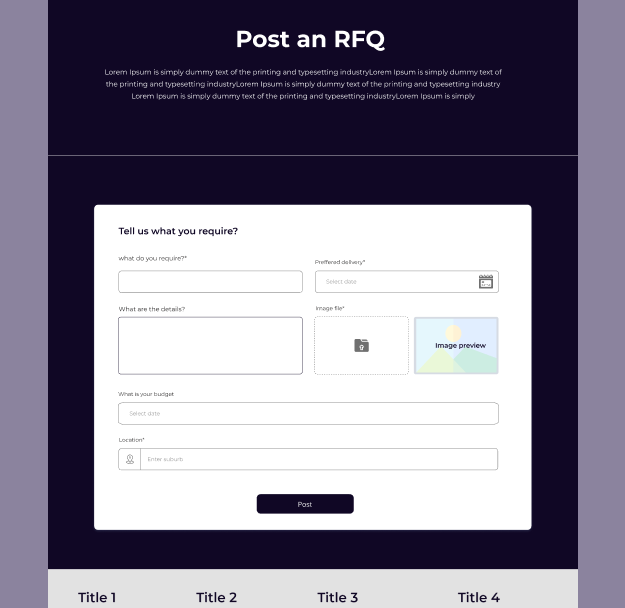 Post an RFQ
Lorem Ipsum is simply dummy text of the printing and typesetting industryLorem Ipsum is simply dummy text of
the printing and typesetting industryLorem Ipsum is simply dummy text of the printing and typesetting industry
Lorem Ipsum is simply dummy text of the printing and typesetting industryLorem Ipsum is simply
Tell us what you require?
what do you require?*
Preffered delivery*
Select date
What are the details?
Image file*
Image preview
What is your budget
Select date
Location*
Enter suburb
Post
Title 1 Title 2 Title 3 Title 4